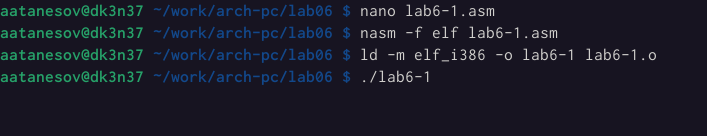 aatanesov@dk3n37 ~/work/arch-pc/lab06 $ nano lab6-1.asm
aatanesov@dk3n37 ~/work/arch-pc/lab06 $ nasm -f elf lab6-1.asm
aatanesov@dk3n37 ~/work/arch-pc/lab06 $ ld -m elf_i386 -o lab6-1 lab6-1.o
aatanesov@dk3n37 ~/work/arch-pc/lab06 $ ./lab6-1